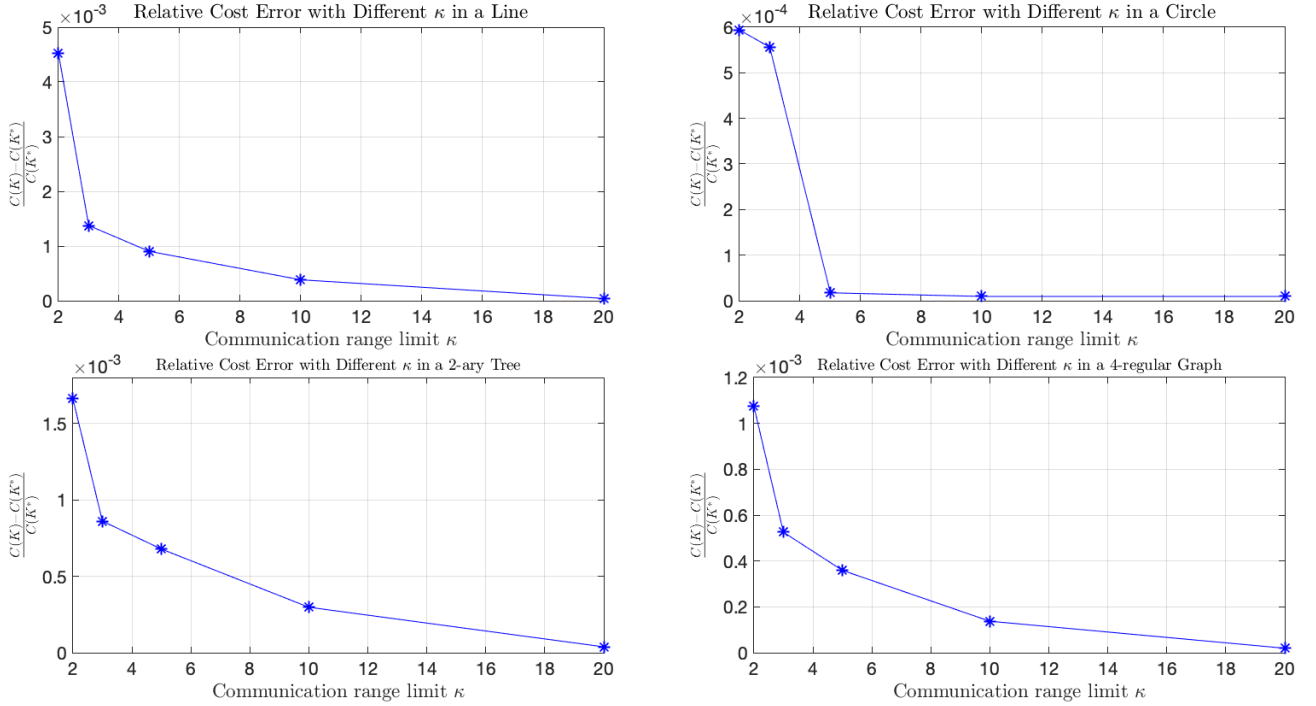 Relative Cost Error with Different κ in a Line
×10⁻³
5
4
3
2
1
0
C(K)−C(K*)
C(K*)
2 4 6 8 10 12 14 16 18 20
Communication range limit κ
Relative Cost Error with Different κ in a Circle
×10⁻⁴
6
5
4
3
2
1
0
C(K)−C(K*)
C(K*)
2 4 6 8 10 12 14 16 18 20
Communication range limit κ
Relative Cost Error with Different κ in a 2-ary Tree
×10⁻³
1.5
1
0.5
0
C(K)−C(K*)
C(K*)
2 4 6 8 10 12 14 16 18 20
Communication range limit κ
Relative Cost Error with Different κ in a 4-regular Graph
×10⁻³
1.2
1
0.8
0.6
0.4
0.2
0
C(K)−C(K*)
C(K*)
2 4 6 8 10 12 14 16 18 20
Communication range limit κ